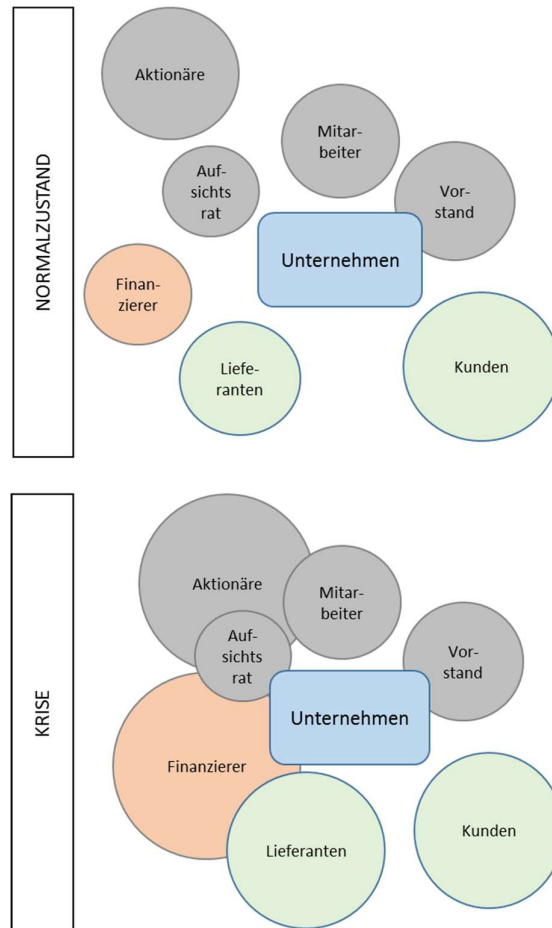 NORMALZUSTAND
Aktionäre
Mitar-
beiter
Auf-
sichts
rat
Vor-
stand
Unternehmen
Finan-
zierer
Liefe-
ranten
Kunden
KRISE
Aktionäre
Mitar-
beiter
Auf-
sichts
rat
Vor-
stand
Unternehmen
Finanzierer
Lieferanten
Kunden